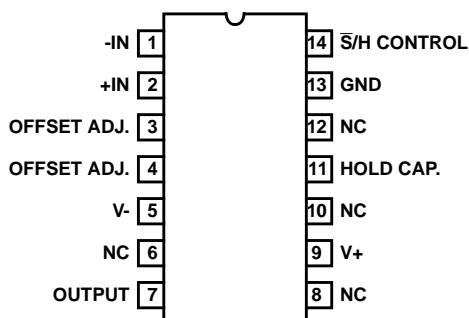 -IN 1
+IN 2
OFFSET ADJ. 3
OFFSET ADJ. 4
V- 5
NC 6
OUTPUT 7
14 S̅/H CONTROL
13 GND
12 NC
11 HOLD CAP.
10 NC
9 V+
8 NC